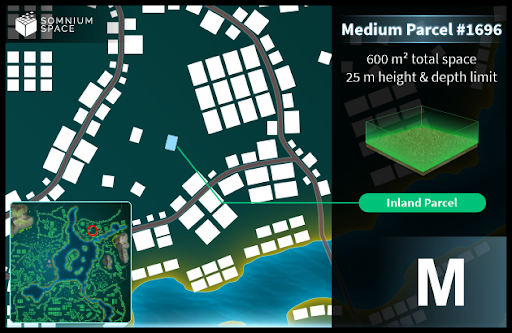 SOMNIUM
SPACE
Medium Parcel #1696
600 m² total space
25 m height & depth limit
Inland Parcel
M